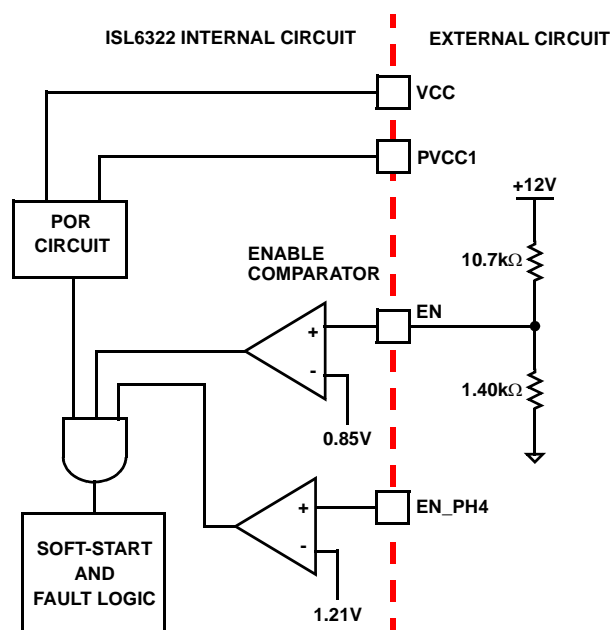 ISL6322 INTERNAL CIRCUIT
EXTERNAL CIRCUIT
VCC
PVCC1
+12V
POR
CIRCUIT
10.7kΩ
ENABLE
COMPARATOR
EN
+
-
1.40kΩ
0.85V
EN_PH4
+
-
SOFT-START
AND
FAULT LOGIC
1.21V